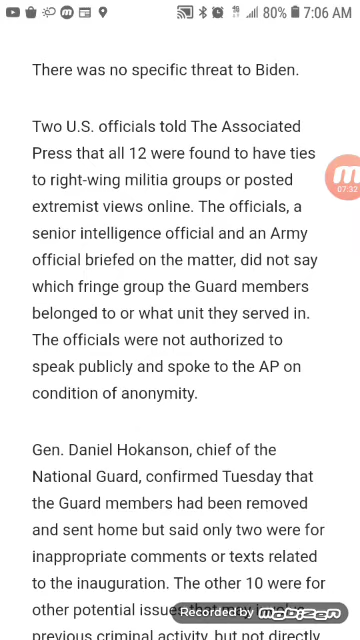 80% 7:06 AM
There was no specific threat to Biden.
Two U.S. officials told The Associated
Press that all 12 were found to have ties
to right-wing militia groups or posted
extremist views online. The officials, a
07:32
senior intelligence official and an Army
official briefed on the matter, did not say
which fringe group the Guard members
belonged to or what unit they served in.
The officials were not authorized to
speak publicly and spoke to the AP on
condition of anonymity.
Gen. Daniel Hokanson, chief of the
National Guard, confirmed Tuesday that
the Guard members had been removed
and sent home but said only two were for
inappropriate comments or texts related
to the inauguration. The other 10 were for
other potential issues that may involve
Recorded by mobizen
previous criminal activity, but not directly